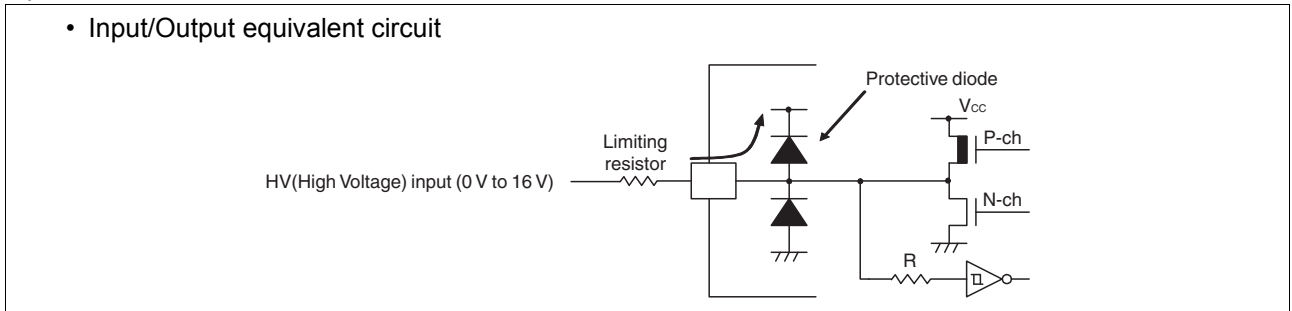 • Input/Output equivalent circuit
Protective diode
Vcc
P-ch
Limiting
resistor
HV(High Voltage) input (0 V to 16 V)
N-ch
R